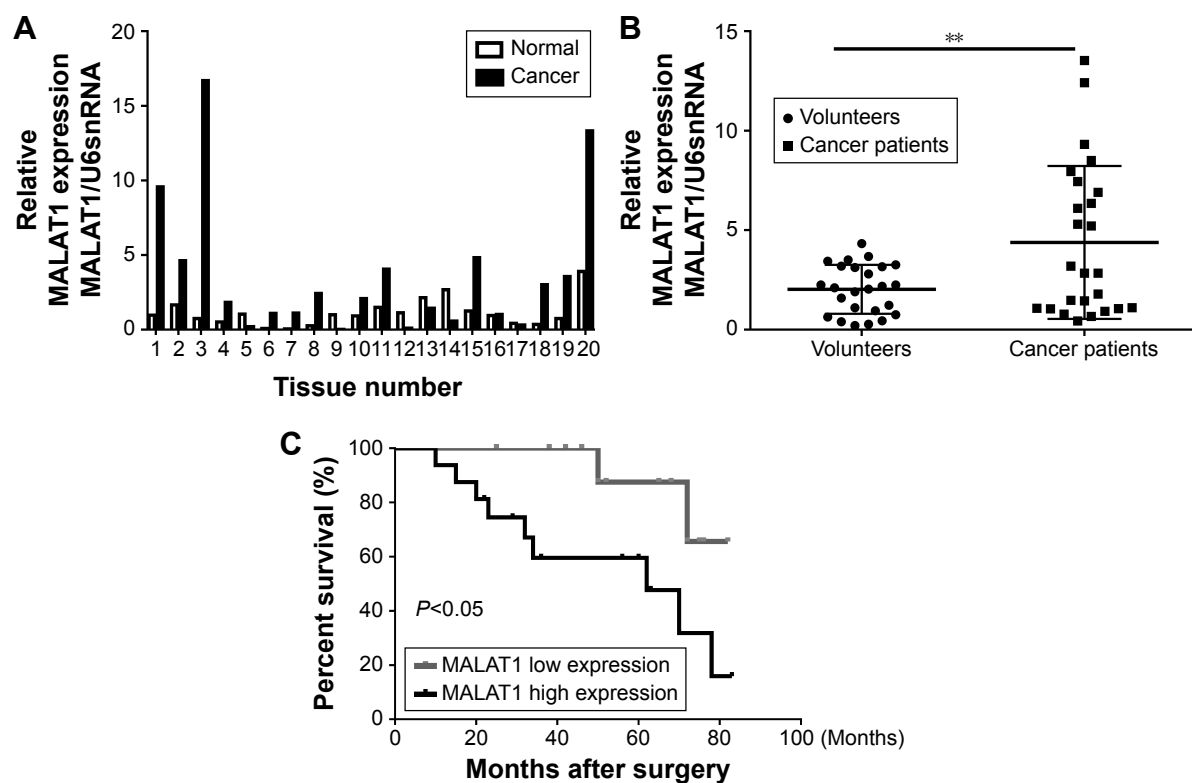 A
Relative
MALAT1 expression
MALAT1/U6snRNA
20
15
10
5
0
Normal
Cancer
1 2 3 4 5 6 7 8 9 10 11 12 13 14 15 16 17 18 19 20
Tissue number
B
Relative
MALAT1 expression
MALAT1/U6snRNA
15
10
5
0
**
Volunteers
Cancer patients
Volunteers Cancer patients
C
Percent survival (%)
100
80
60
40
20
0
P<0.05
MALAT1 low expression
MALAT1 high expression
0 20 40 60 80 100 (Months)
Months after surgery